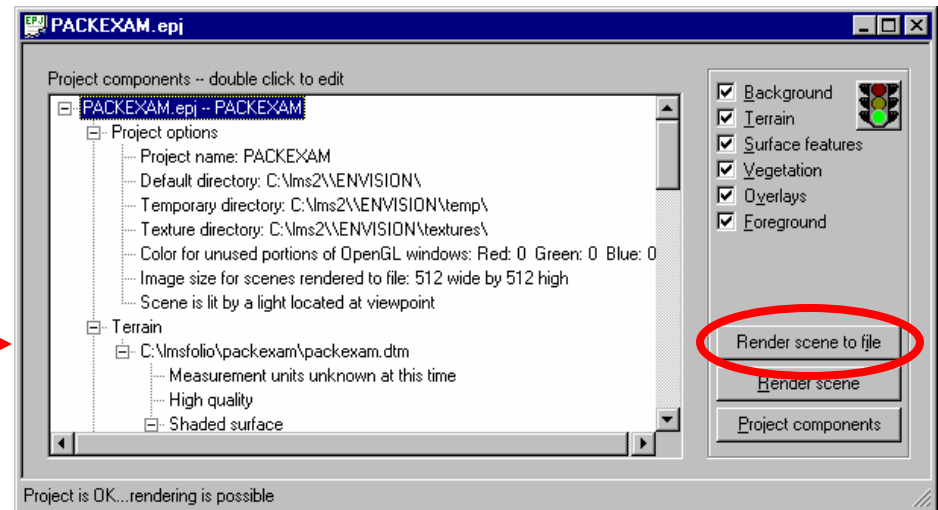 EPJ PACKEXAM.epj
Project components -- double click to edit
PACKEXAM.epj -- PACKEXAM
Project options
Project name: PACKEXAM
Default directory: C:\lms2\\ENVISION\
Temporary directory: C:\lms2\\ENVISION\temp\
Texture directory: C:\lms2\\ENVISION\textures\
Color for unused portions of OpenGL windows: Red: 0 Green: 0 Blue: 0
Image size for scenes rendered to file: 512 wide by 512 high
Scene is lit by a light located at viewpoint
Terrain
C:\lmsfolio\packexam\packexam.dtm
Measurement units unknown at this time
High quality
Shaded surface
Background
Terrain
Surface features
Vegetation
Overlays
Foreground
Render scene to file
Render scene
Project components
Project is OK...rendering is possible